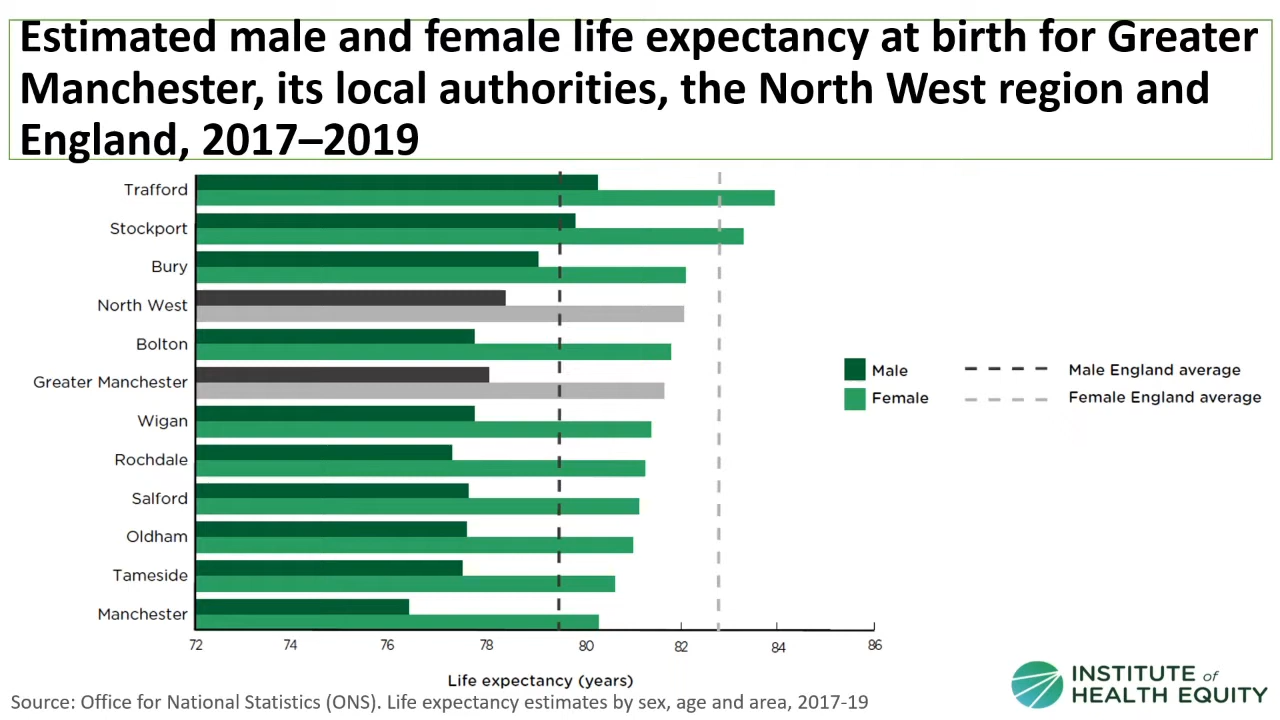 Estimated male and female life expectancy at birth for Greater
Manchester, its local authorities, the North West region and
England, 2017–2019
Trafford
Stockport
Bury
North West
Bolton
Greater Manchester
Wigan
Rochdale
Salford
Oldham
Tameside
Manchester
72 74 76 78 80 82 84 86
Life expectancy (years)
Male
Female
Male England average
Female England average
Source: Office for National Statistics (ONS). Life expectancy estimates by sex, age and area, 2017-19
INSTITUTE of
HEALTH EQUITY